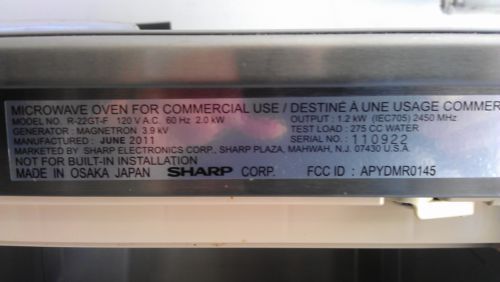 MICROWAVE OVEN FOR COMMERCIAL USE / DESTINÉ À UNE USAGE COMMER
MODEL NO. R-22GT-F 120 V A.C. 60 Hz 2.0 kW OUTPUT : 1.2 kW (IEC705) 2450 MHz
GENERATOR : MAGNETRON 3.9 kV TEST LOAD : 275 CC WATER
MANUFACTURED : JUNE 2011 SERIAL NO. : 110922
MARKETED BY SHARP ELECTRONICS CORP., SHARP PLAZA, MAHWAH, N.J. 07430 U.S.A.
NOT FOR BUILT-IN INSTALLATION
MADE IN OSAKA JAPAN SHARP CORP. FCC ID : APYDMR0145